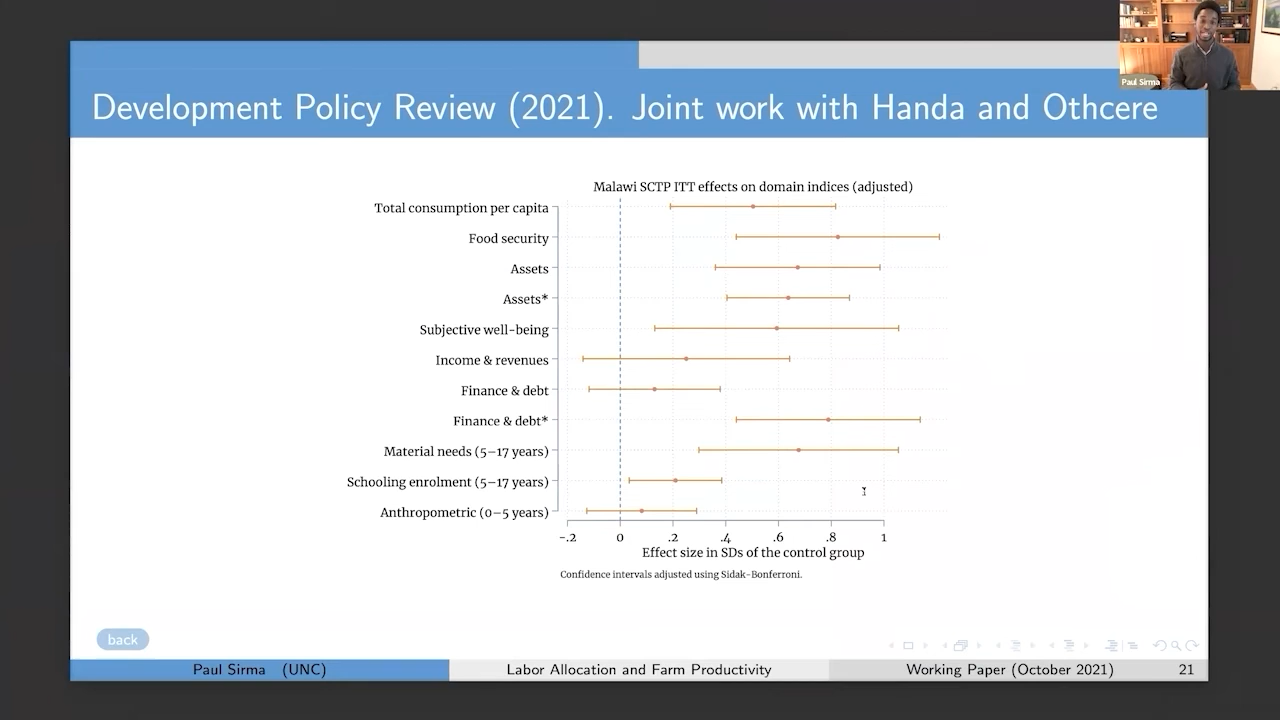 Paul Sirma
Development Policy Review (2021). Joint work with Handa and Othcere
Malawi SCTP ITT effects on domain indices (adjusted)
Total consumption per capita
Food security
Assets
Assets*
Subjective well-being
Income & revenues
Finance & debt
Finance & debt*
Material needs (5–17 years)
Schooling enrolment (5–17 years)
Anthropometric (0–5 years)
-.2 0 .2 .4 .6 .8 1
Effect size in SDs of the control group
Confidence intervals adjusted using Sidak-Bonferroni.
back
Paul Sirma (UNC) Labor Allocation and Farm Productivity Working Paper (October 2021) 21